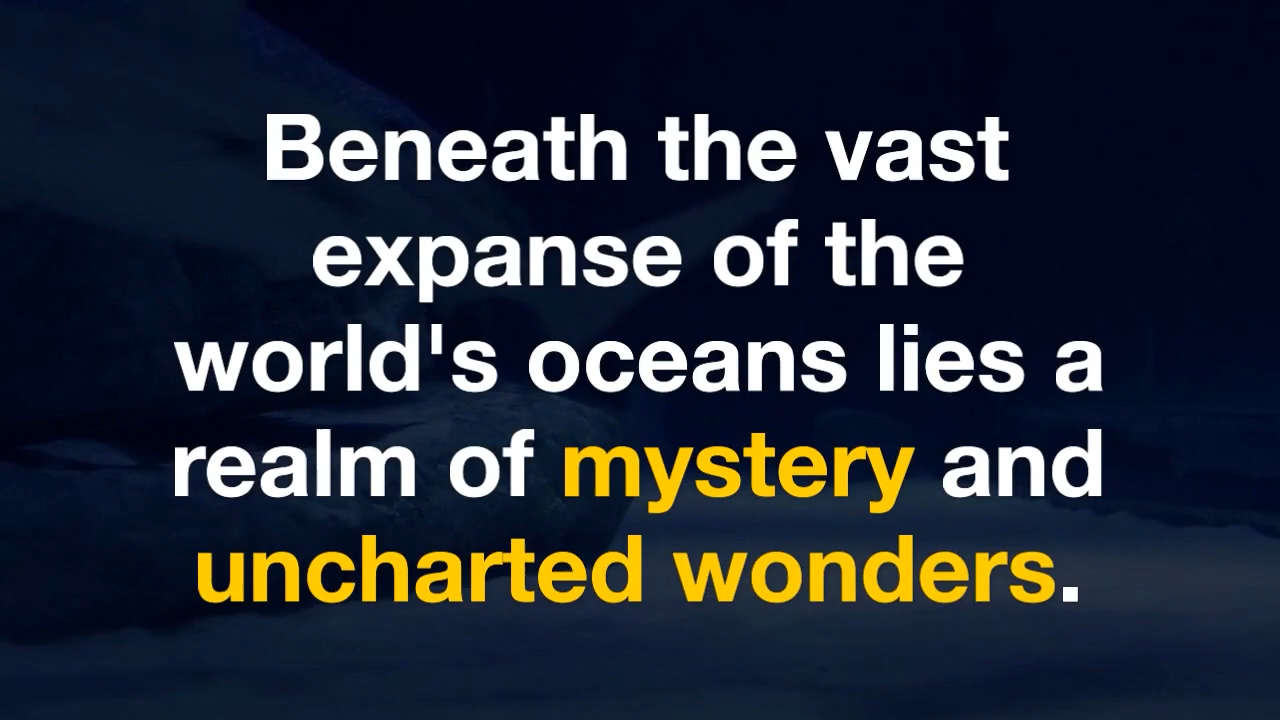 Beneath the vast
expanse of the
world's oceans lies a
realm of mystery and
uncharted wonders.